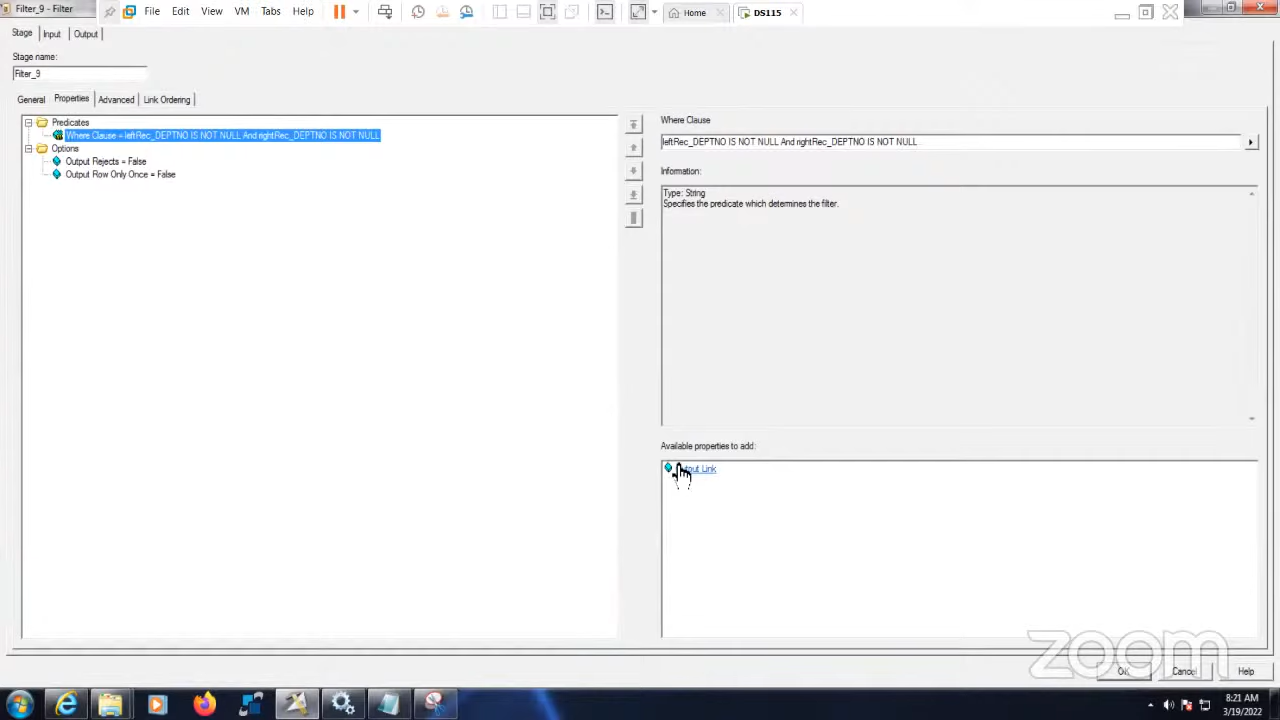 Filter_9 - Filter
File Edit View VM Tabs Help
Home
DS115
Stage Input Output
Stage name:
Filter_9
General Properties Advanced Link Ordering
Predicates
Where Clause = leftRec_DEPTNO IS NOT NULL And rightRec_DEPTNO IS NOT NULL
Options
Output Rejects = False
Output Row Only Once = False
Where Clause
leftRec_DEPTNO IS NOT NULL And rightRec_DEPTNO IS NOT NULL
Information:
Type: String
Specifies the predicate which determines the filter.
Available properties to add:
Link
zoom
OK Cancel Help
8:21 AM
3/19/2022